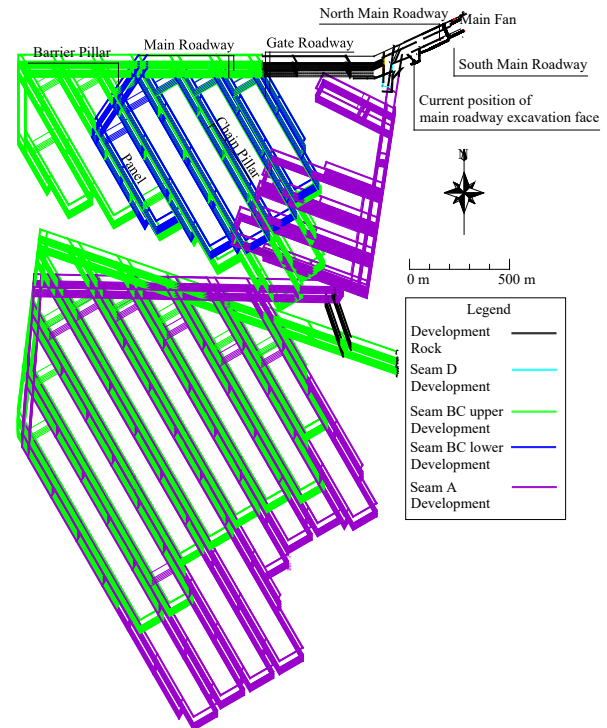 North Main Roadway
Main Fan
Barrier Pillar
Main Roadway
Gate Roadway
South Main Roadway
Current position of
main roadway excavation face
Chain Pillar
Panel
N
0 m
500 m
Legend
Development
Rock
Seam D
Development
Seam BC upper
Development
Seam BC lower
Development
Seam A
Development